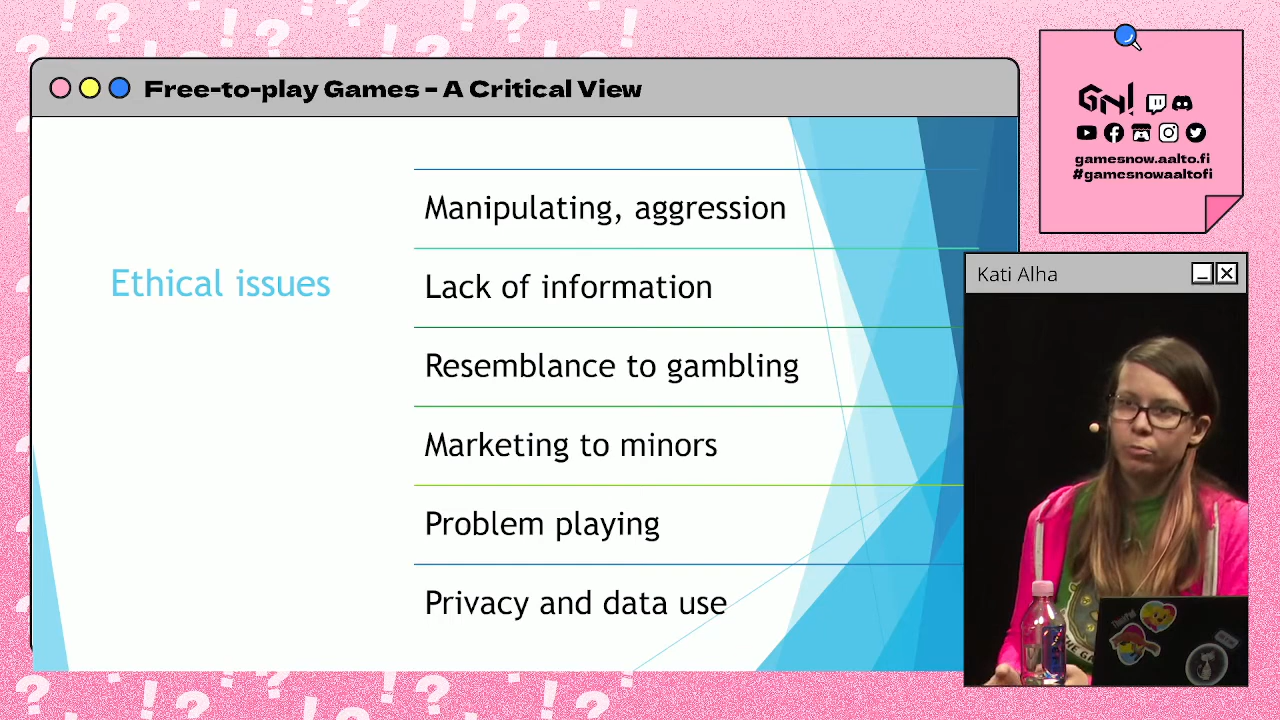 Free-to-play Games – A Critical View
GN!
gamesnow.aalto.fi
#gamesnowaaltofi
Ethical issues
Manipulating, aggression
Lack of information
Resemblance to gambling
Marketing to minors
Problem playing
Privacy and data use
Kati Alha
THE